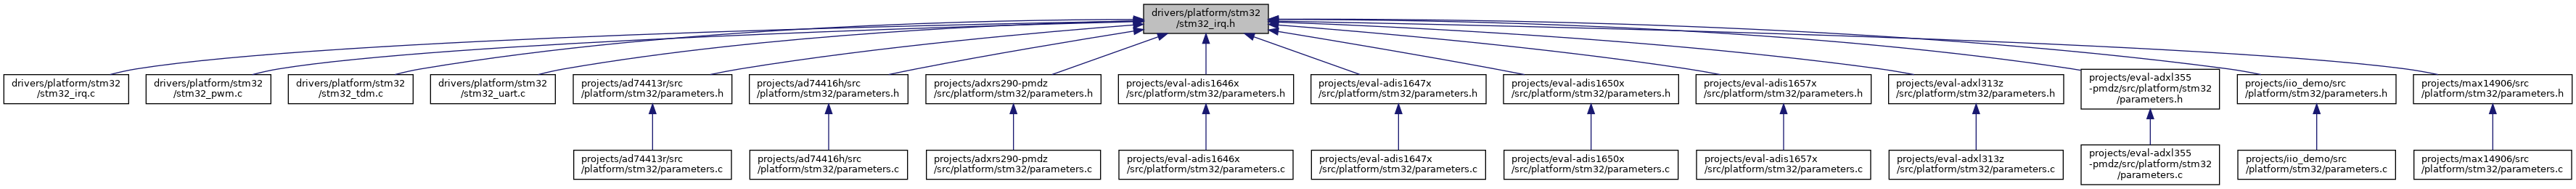 drivers/platform/stm32
/stm32_irq.h
drivers/platform/stm32
/stm32_irq.c
drivers/platform/stm32
/stm32_pwm.c
drivers/platform/stm32
/stm32_tdm.c
drivers/platform/stm32
/stm32_uart.c
projects/ad74413r/src
/platform/stm32/parameters.h
projects/ad74416h/src
/platform/stm32/parameters.h
projects/adxrs290-pmdz
/src/platform/stm32/parameters.h
projects/eval-adis1646x
/src/platform/stm32/parameters.h
projects/eval-adis1647x
/src/platform/stm32/parameters.h
projects/eval-adis1650x
/src/platform/stm32/parameters.h
projects/eval-adis1657x
/src/platform/stm32/parameters.h
projects/eval-adxl313z
/src/platform/stm32/parameters.h
projects/eval-adxl355
-pmdz/src/platform/stm32
/parameters.h
projects/iio_demo/src
/platform/stm32/parameters.h
projects/max14906/src
/platform/stm32/parameters.h
projects/ad74413r/src
/platform/stm32/parameters.c
projects/ad74416h/src
/platform/stm32/parameters.c
projects/adxrs290-pmdz
/src/platform/stm32/parameters.c
projects/eval-adis1646x
/src/platform/stm32/parameters.c
projects/eval-adis1647x
/src/platform/stm32/parameters.c
projects/eval-adis1650x
/src/platform/stm32/parameters.c
projects/eval-adis1657x
/src/platform/stm32/parameters.c
projects/eval-adxl313z
/src/platform/stm32/parameters.c
projects/eval-adxl355
-pmdz/src/platform/stm32
/parameters.c
projects/iio_demo/src
/platform/stm32/parameters.c
projects/max14906/src
/platform/stm32/parameters.c